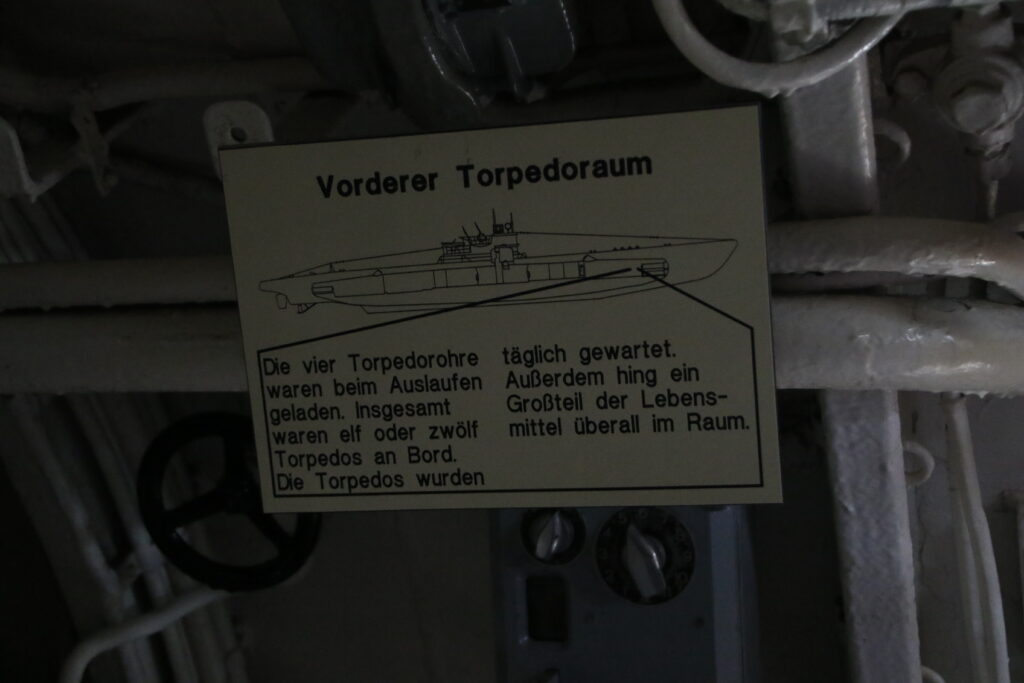 Vorderer Torpedoraum
Die vier Torpedorohre
waren beim Auslaufen
geladen. Insgesamt
waren elf oder zwölf
Torpedos an Bord.
Die Torpedos wurden
täglich gewartet.
Außerdem hing ein
Großteil der Lebens-
mittel überall im Raum.